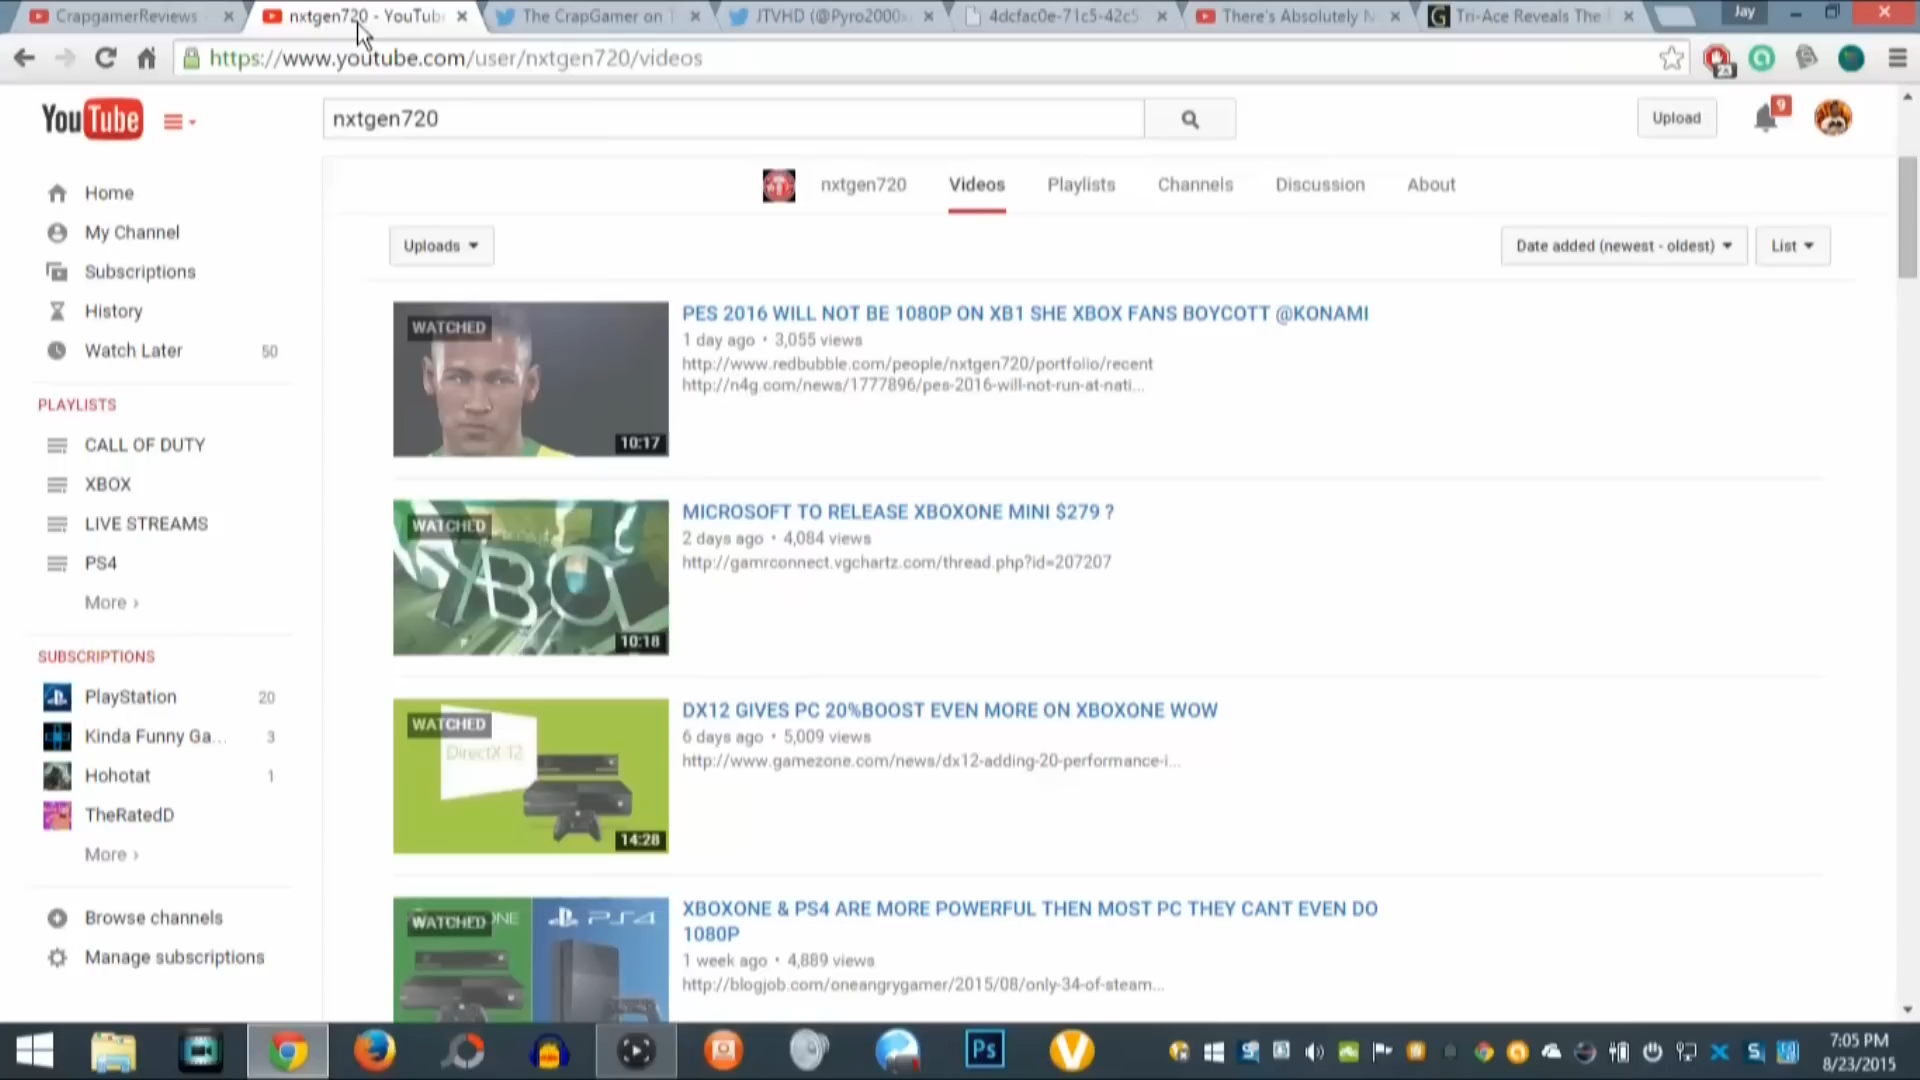 CrapgamerReviews
nxtgen720 - YouTub
The CrapGamer on T
JTVHD (@Pyro2000
4dcfac0e-71c5-42c5
There's Absolutely N
Tri-Ace Reveals The
Jay
https://www.youtube.com/user/nxtgen720/videos
23
YouTube
nxtgen720
Upload
9
Home
My Channel
Subscriptions
History
Watch Later 50
PLAYLISTS
CALL OF DUTY
XBOX
LIVE STREAMS
PS4
More ›
SUBSCRIPTIONS
PlayStation 20
Kinda Funny Ga... 3
Hohotat 1
TheRatedD
More ›
Browse channels
Manage subscriptions
nxtgen720 Videos Playlists Channels Discussion About
Uploads
Date added (newest - oldest) List
WATCHED
10:17
PES 2016 WILL NOT BE 1080P ON XB1 SHE XBOX FANS BOYCOTT @KONAMI
1 day ago • 3,055 views
http://www.redbubble.com/people/nxtgen720/portfolio/recent
http://n4g.com/news/1777896/pes-2016-will-not-run-at-nati...
WATCHED
XBO
10:18
MICROSOFT TO RELEASE XBOXONE MINI $279 ?
2 days ago • 4,084 views
http://gamrconnect.vgchartz.com/thread.php?id=207207
WATCHED
DirectX 12
14:28
DX12 GIVES PC 20%BOOST EVEN MORE ON XBOXONE WOW
6 days ago • 5,009 views
http://www.gamezone.com/news/dx12-adding-20-performance-i...
WATCHED
ONE
PS4
XBOXONE & PS4 ARE MORE POWERFUL THEN MOST PC THEY CANT EVEN DO
1080P
1 week ago • 4,889 views
http://blogjob.com/oneangrygamer/2015/08/only-34-of-steam...
Ps
7:05 PM
8/23/2015